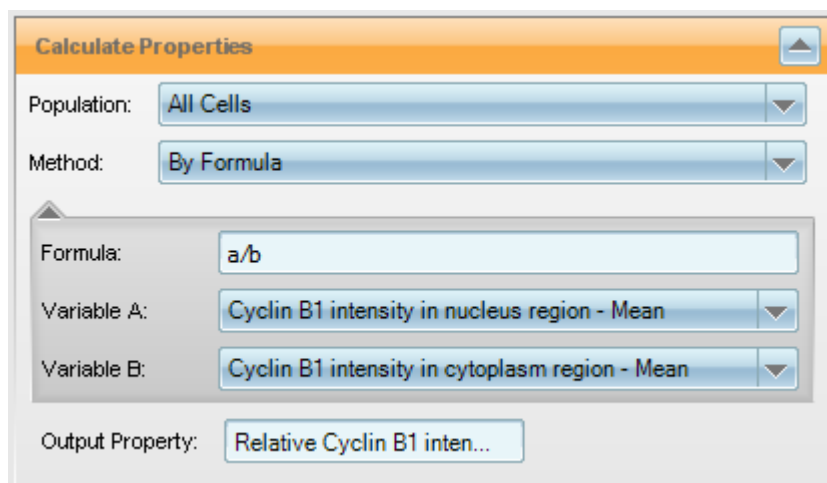 Calculate Properties
Population: All Cells
Method: By Formula
Formula: a/b
Variable A: Cyclin B1 intensity in nucleus region - Mean
Variable B: Cyclin B1 intensity in cytoplasm region - Mean
Output Property: Relative Cyclin B1 inten...